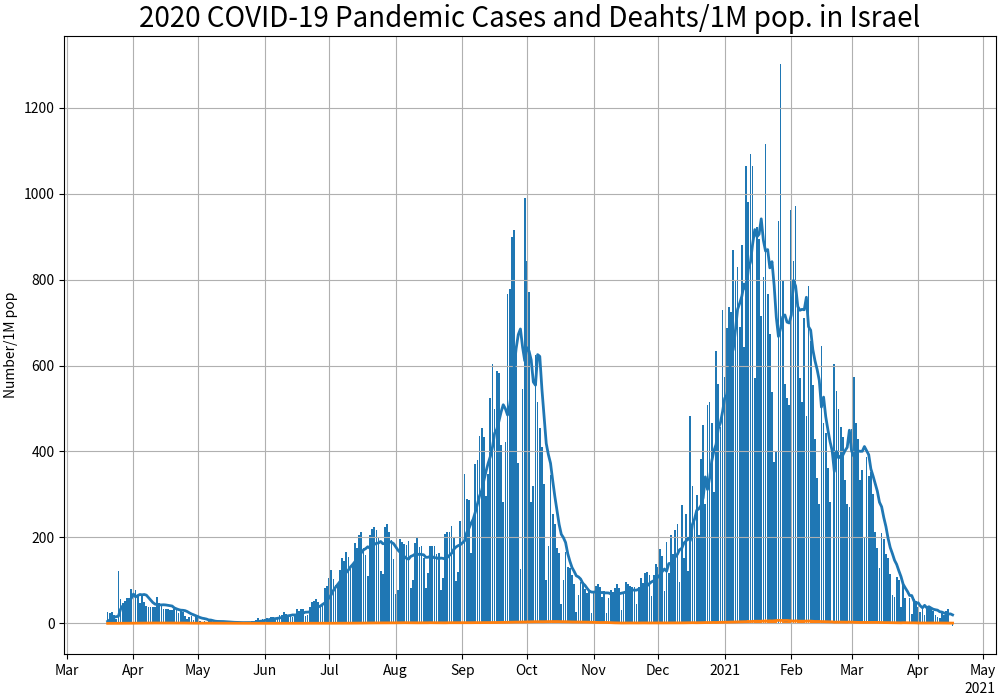 2020 COVID-19 Pandemic Cases and Deahts/1M pop. in Israel
Number/1M pop
1200
1000
800
600
400
200
0
Mar Apr May Jun Jul Aug Sep Oct Nov Dec 2021 Feb Mar Apr May
2021